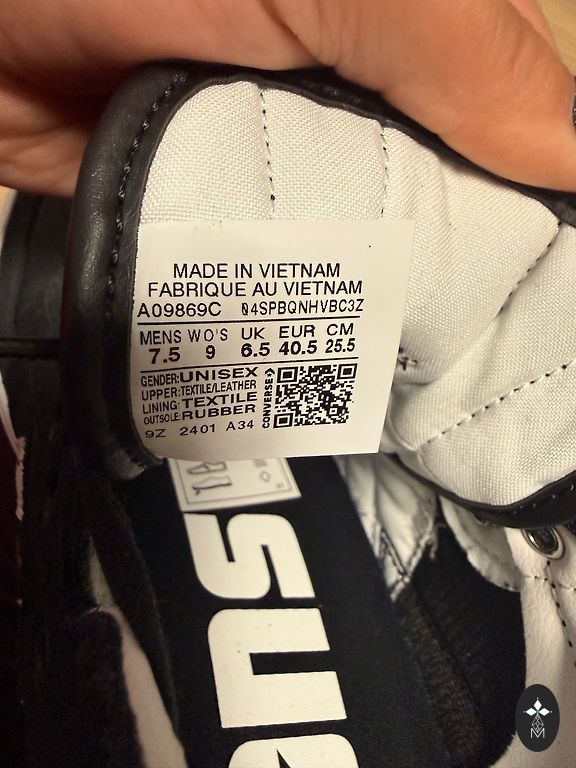 MADE IN VIETNAM
FABRIQUE AU VIETNAM
A09869C 04SPBQNHVBC3Z
MENS WO'S UK EUR CM
7.5 9 6.5 40.5 25.5
GENDER:UNISEX
UPPER:TEXTILE/LEATHER
LINING:TEXTILE
OUTSOLE:RUBBER
CONVERSE
9Z 2401 A34
M